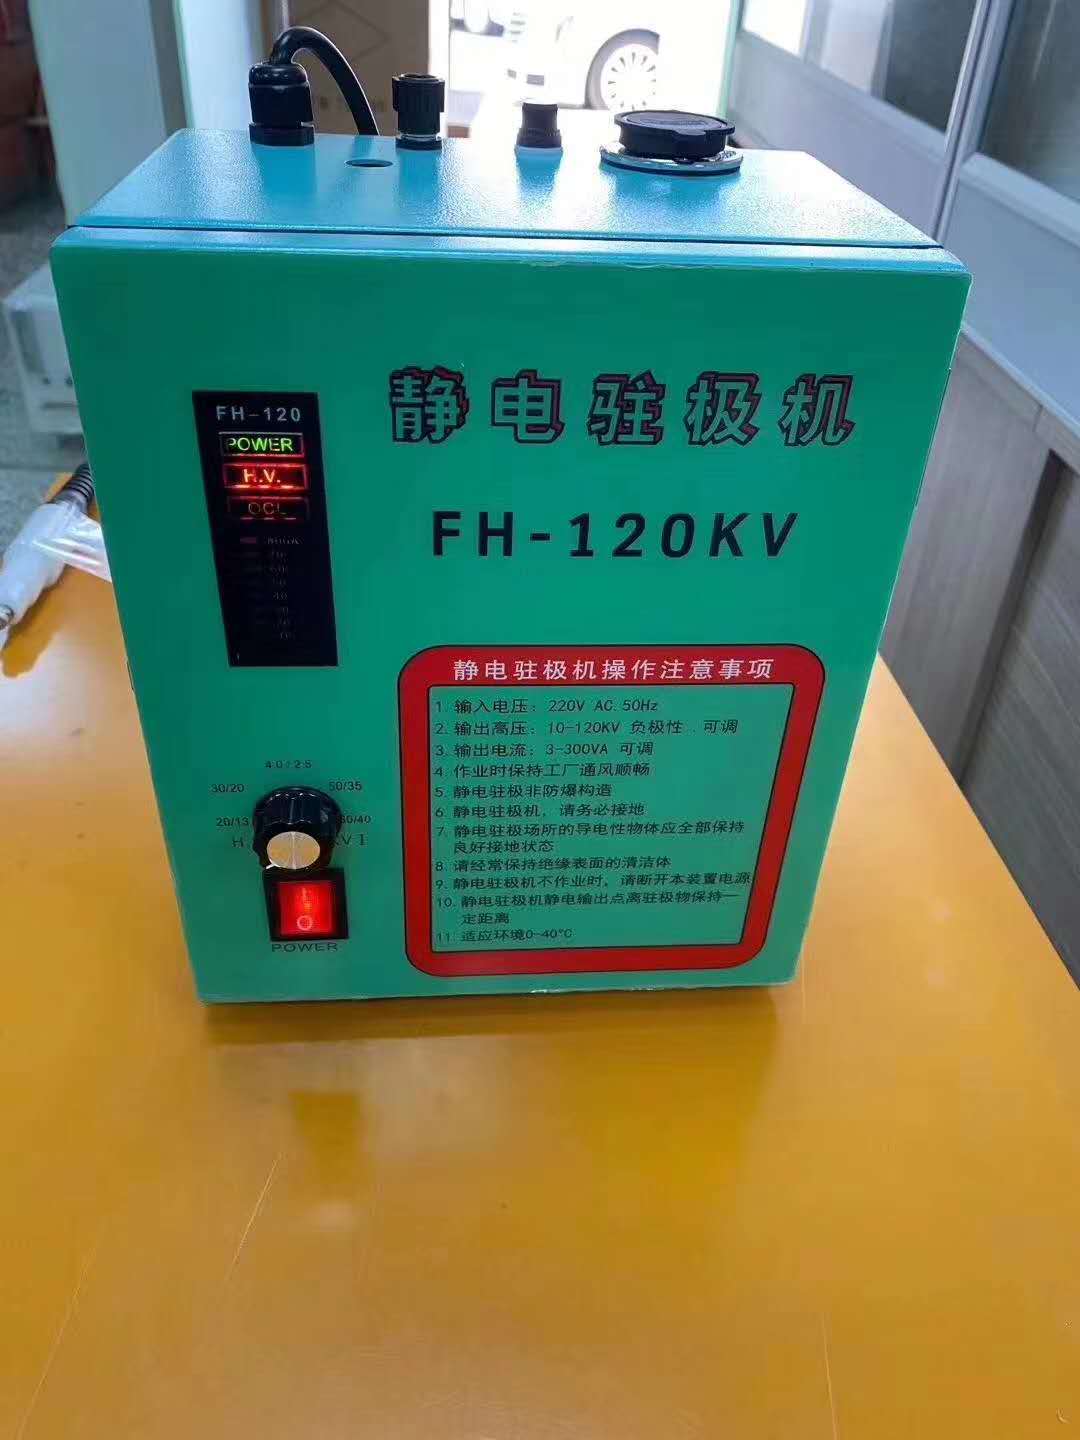 静电驻极机
FH-120KV
FH-120
POWER
H.V.
OCL
静电驻极机操作注意事项
1. 输入电压：220V AC.50Hz
2. 输出高压：10-120KV 负极性 .可调
3. 输出电流：3-300VA 可调
4. 作业时保持工厂通风顺畅
5. 静电驻极非防爆构造
6. 静电驻极机，请务必接地
7. 静电驻极场所的导电性物体应全部保持
良好接地状态
8. 请经常保持绝缘表面的清洁体
9. 静电驻极机不作业时，请断开本装置电源
10. 静电驻极机静电输出点离驻极物保持一
定距离
11. 适应环境0-40°C
40/25
30/20
50/35
20/13
60/40
H.
KV I
POWER